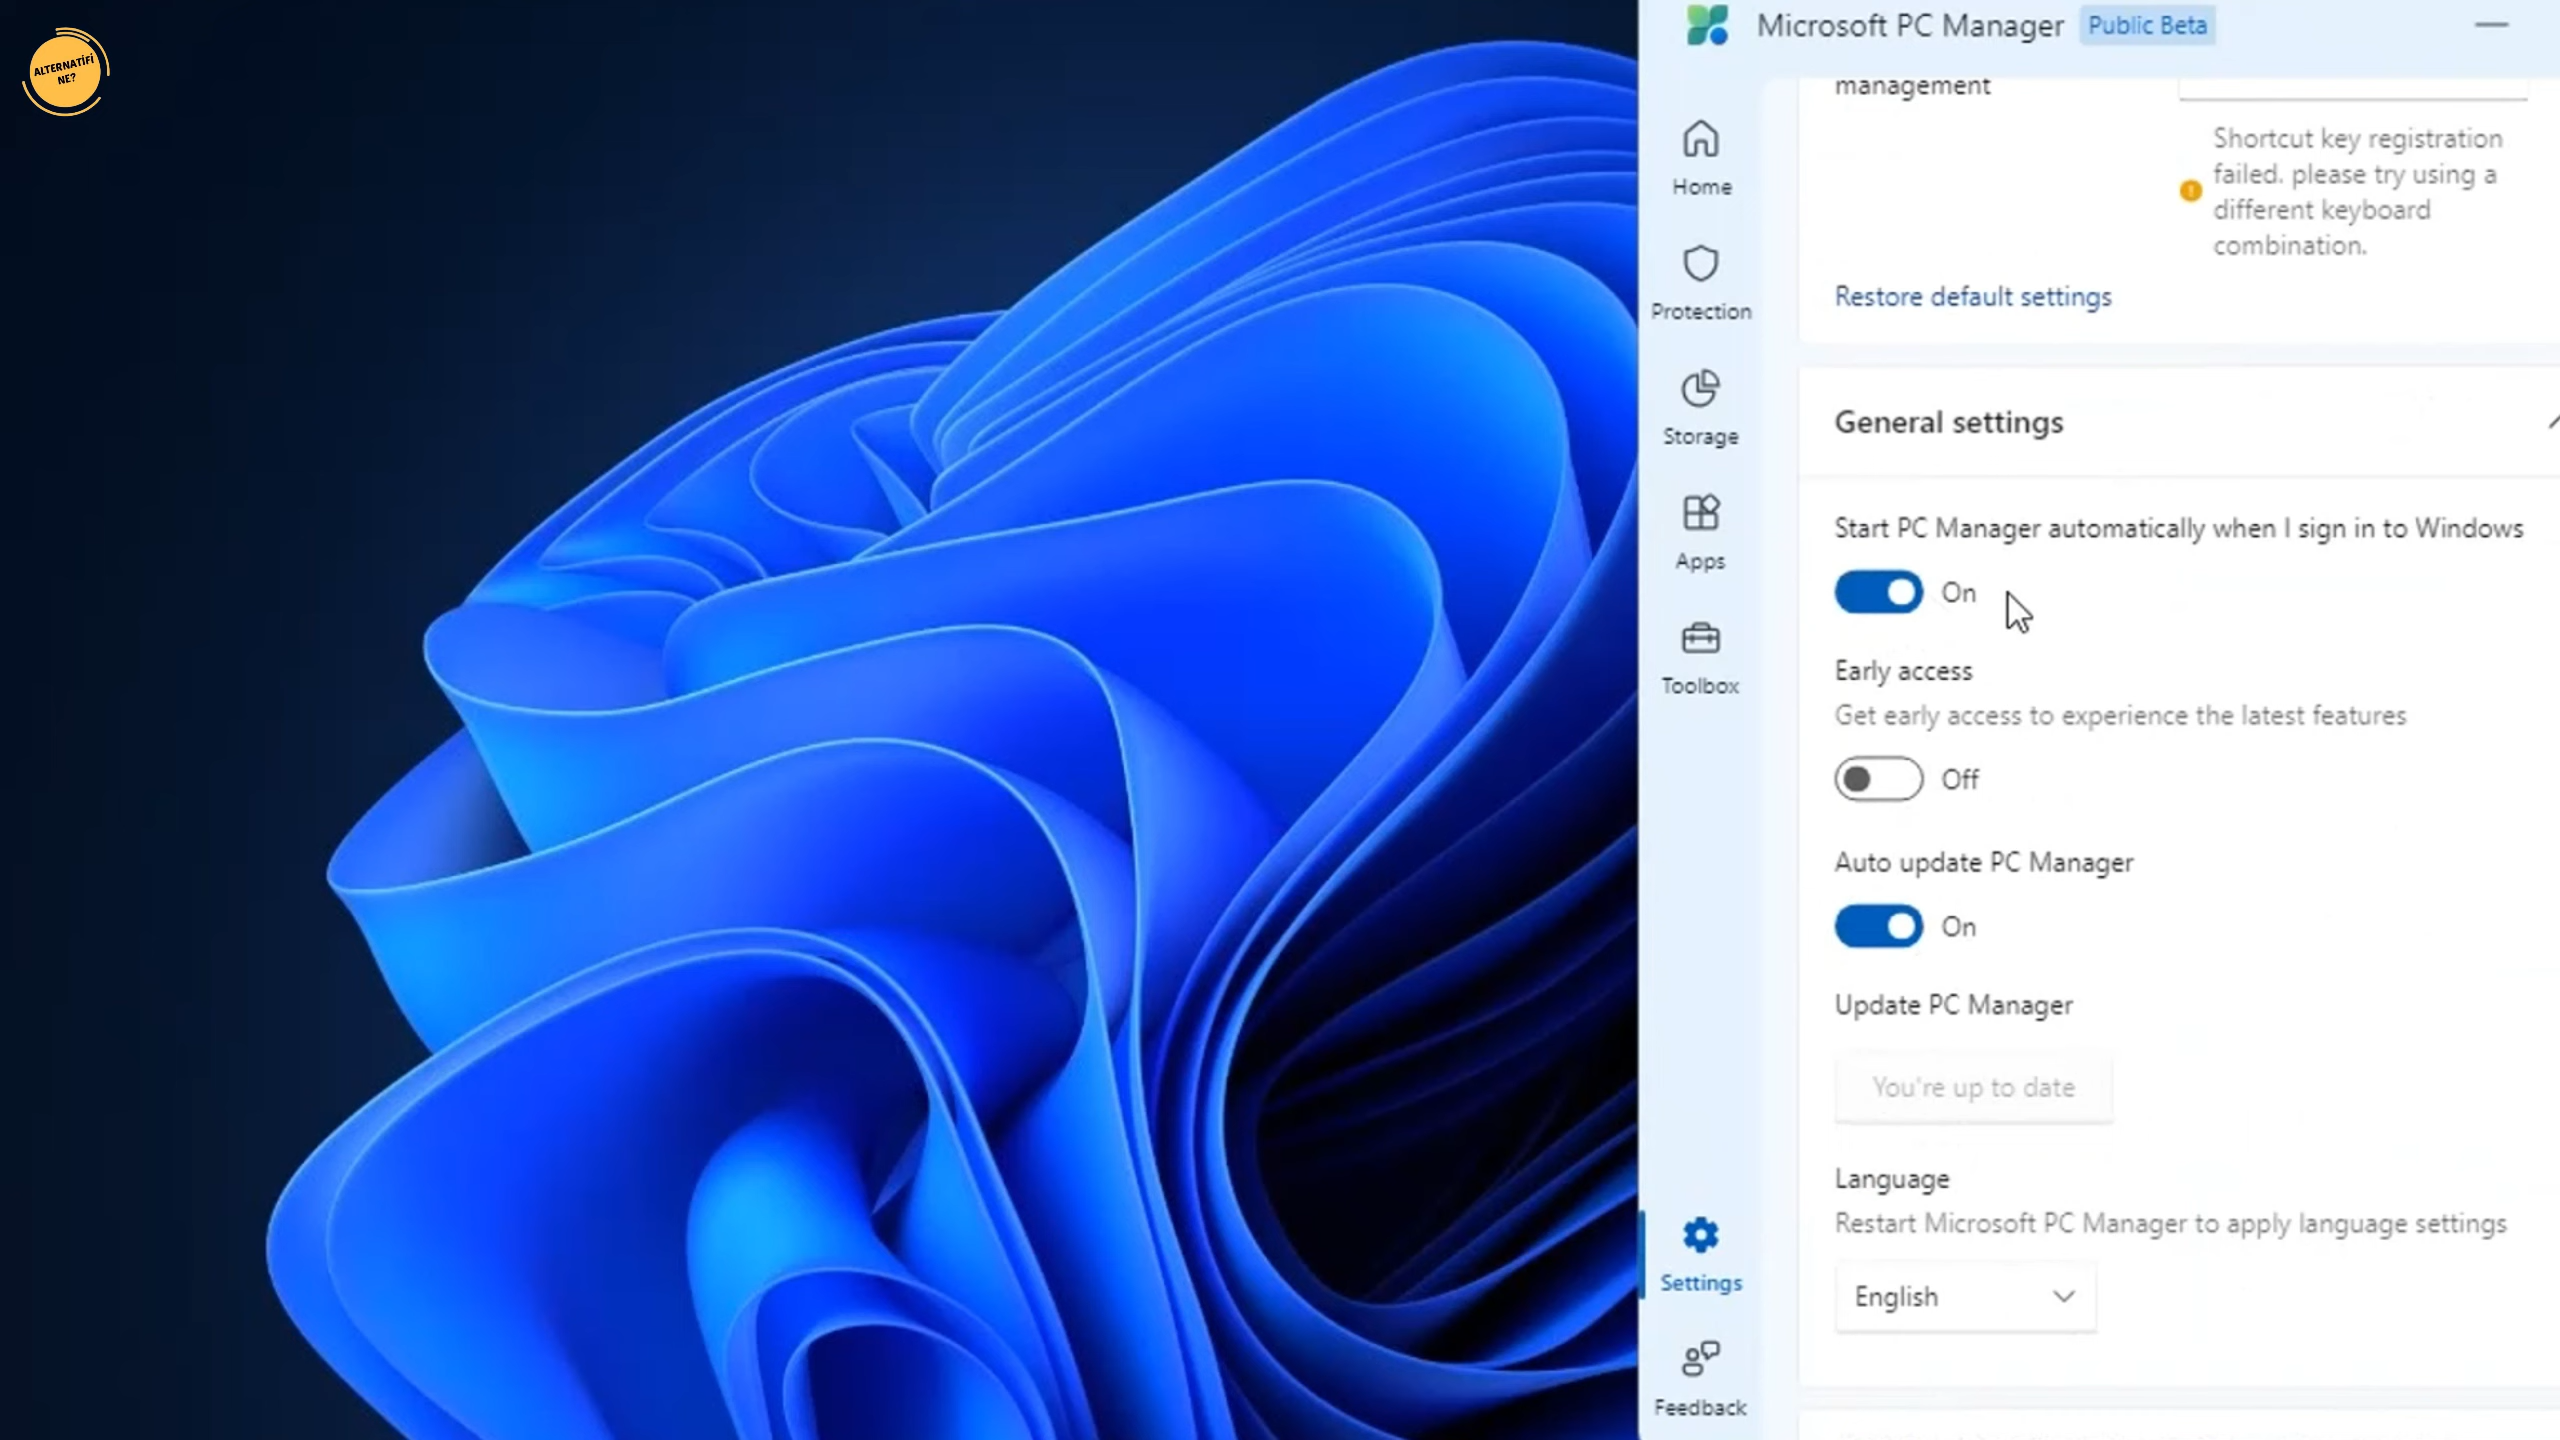 ALTERNATİFİ
NE?
Microsoft PC Manager Public Beta
management
Shortcut key registration
failed. please try using a
different keyboard
combination.
Restore default settings
Home
Protection
Storage
Apps
Toolbox
Settings
Feedback
General settings
Start PC Manager automatically when I sign in to Windows
On
Early access
Get early access to experience the latest features
Off
Auto update PC Manager
On
Update PC Manager
You're up to date
Language
Restart Microsoft PC Manager to apply language settings
English